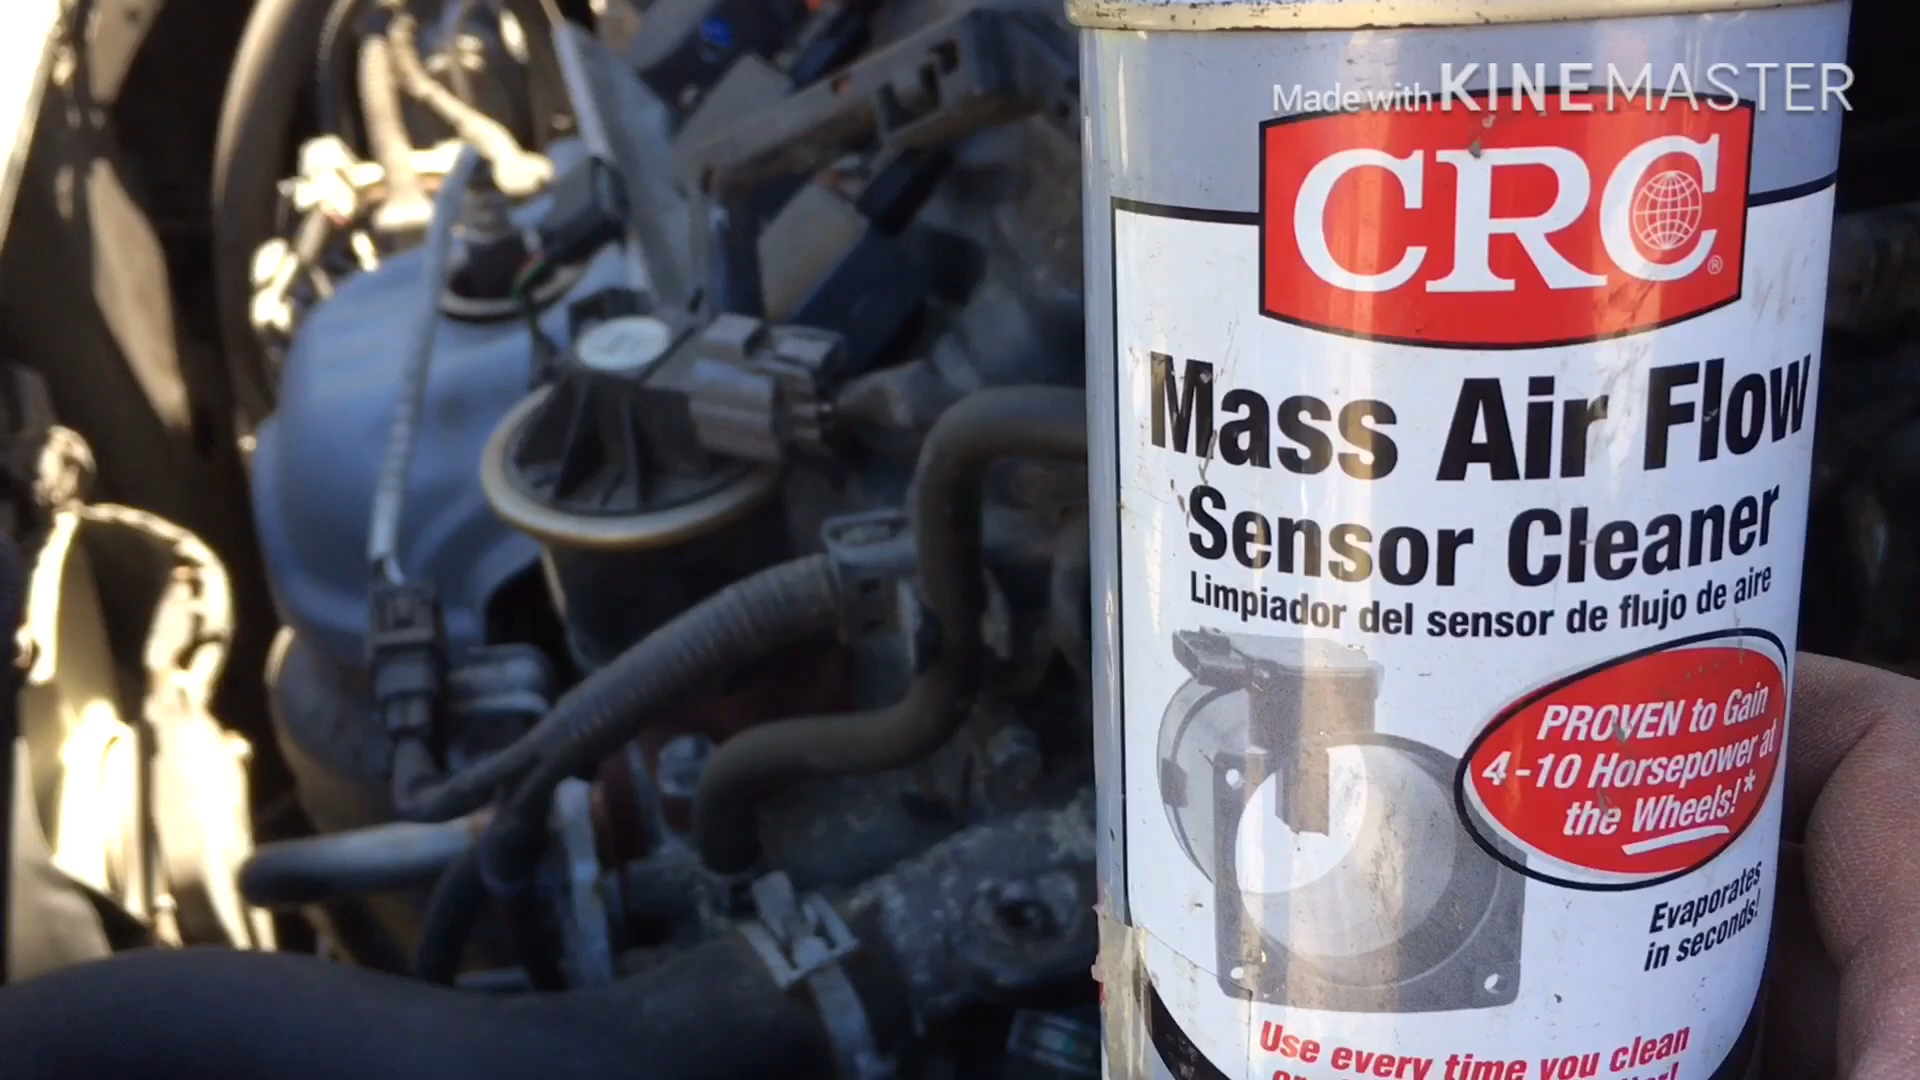 Made with KINEMASTER
CRC
Mass Air Flow
Sensor Cleaner
Limpiador del sensor de flujo de aire
PROVEN to Gain
4-10 Horsepower at
the Wheels!*
Evaporates
in seconds!
Use every time you clean